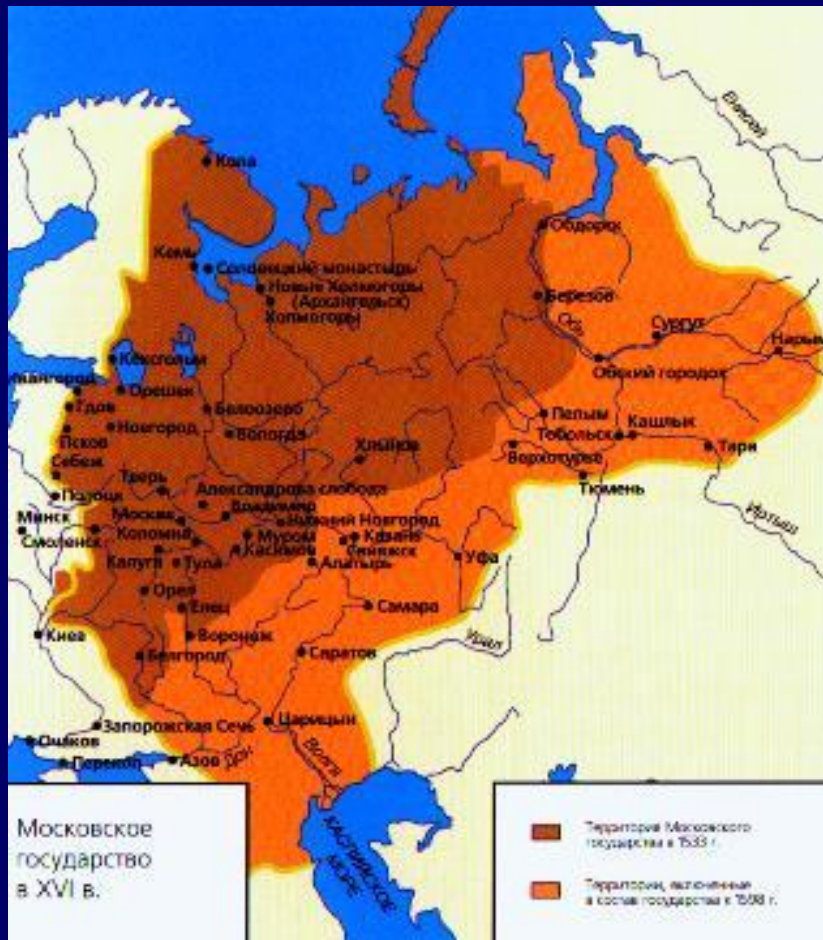 Енисей
Кола
Обдорск
Кемь
Соловецкий монастырь
Новые Холмогоры
(Архангельск)
Холмогоры
Березов
Обь
Сургут
Нарым
Кексгольм
Обский городок
Ивангород
Орешек
Гдов
Белоозеро
Пелым
Псков
Новгород
Вологда
Тобольск
Кашлык
Хлынов
Верхотурье
Тара
Себеж
Тверь
Тюмень
Полоцк
Александрова слобода
Владимир
Иртыш
Минск
Москва
Нижний Новгород
Смоленск
Коломна
Муром
Казань
Касимов
Свияжск
Калуга
Тула
Алатырь
Уфа
Орел
Елец
Самара
Киев
Воронеж
Урал
Белгород
Саратов
Запорожская Сечь
Царицын
Очаков
Дон
Волга
Перекоп
Азов
КАСПИЙСКОЕ
МОРЕ
Московское
государство
в XVI в.
Территория Московского
государства в 1533 г.
Территории, включенные
в состав государства к 1598 г.